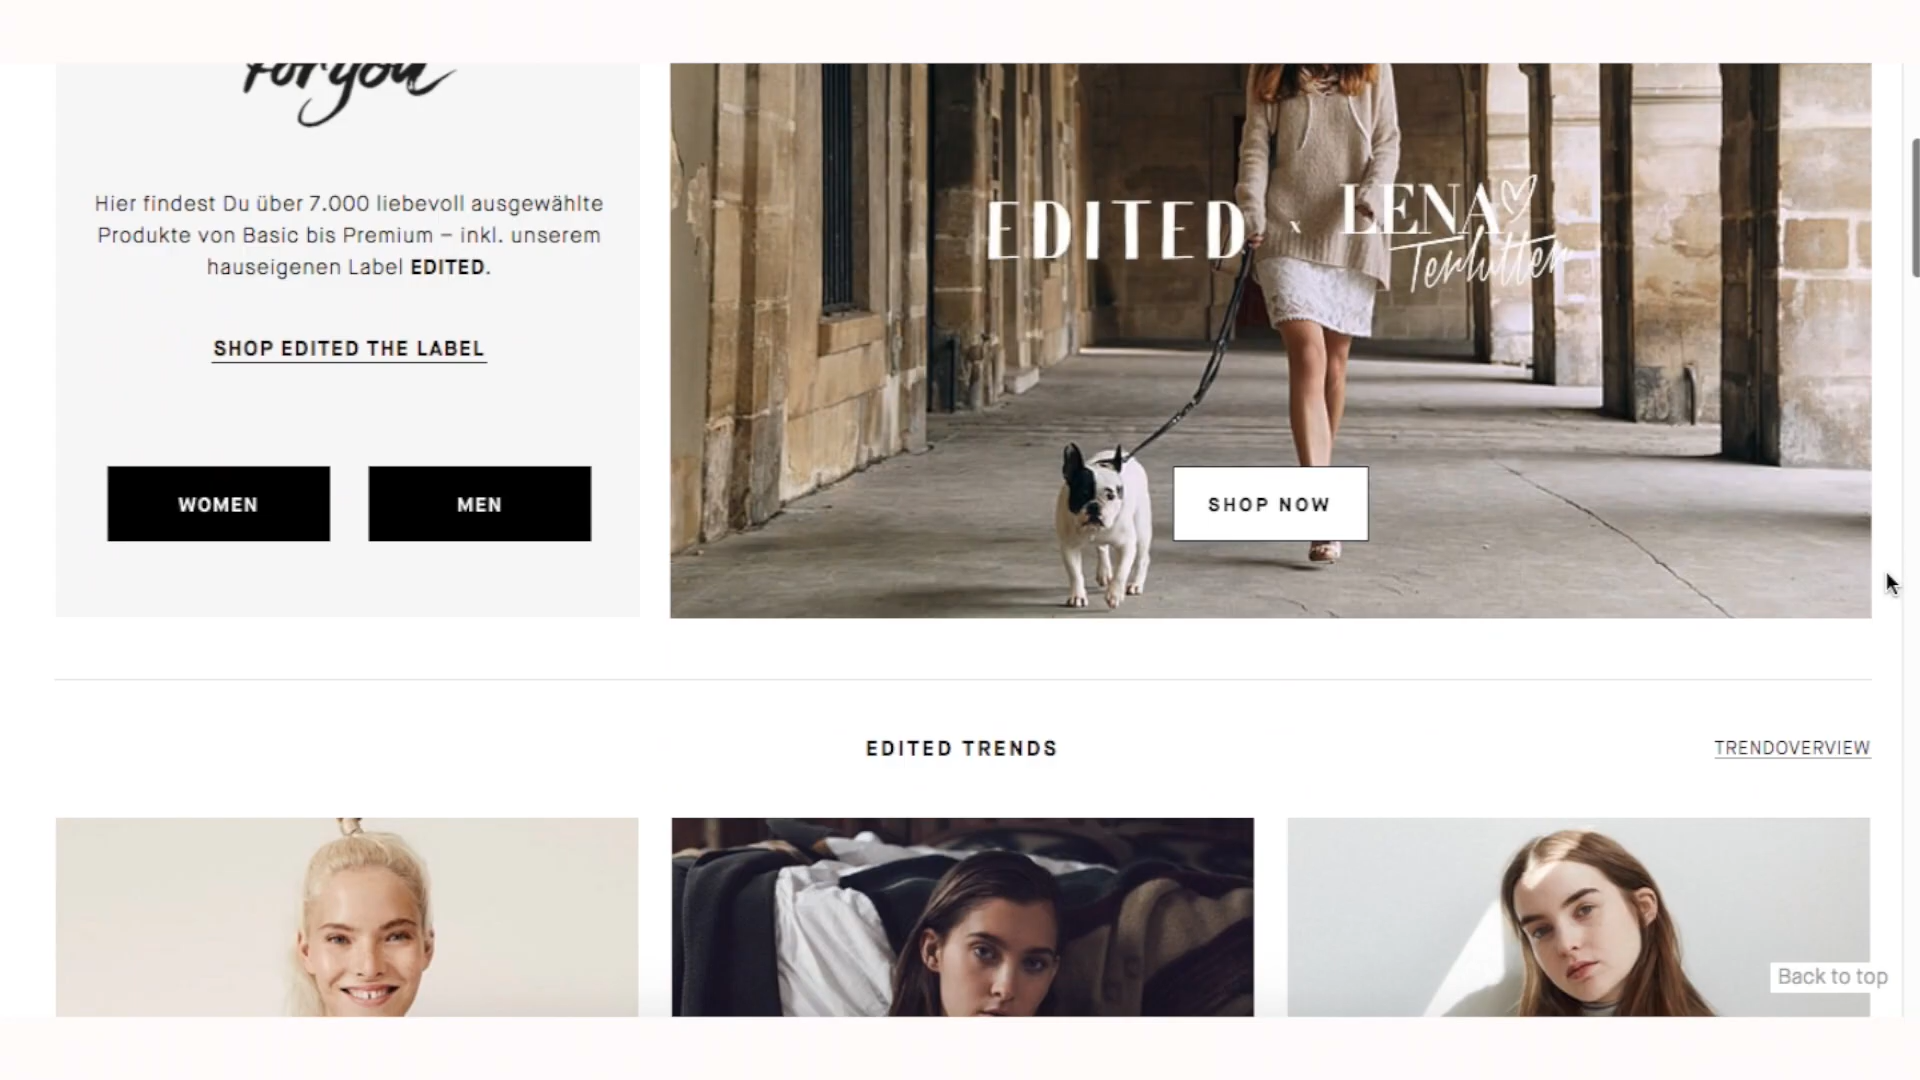 For you
Hier findest Du über 7.000 liebevoll ausgewählte
Produkte von Basic bis Premium – inkl. unserem
hauseigenen Label EDITED.
SHOP EDITED THE LABEL
WOMEN
MEN
EDITED x LENA
Terlutter
SHOP NOW
EDITED TRENDS
TRENDOVERVIEW
Back to top